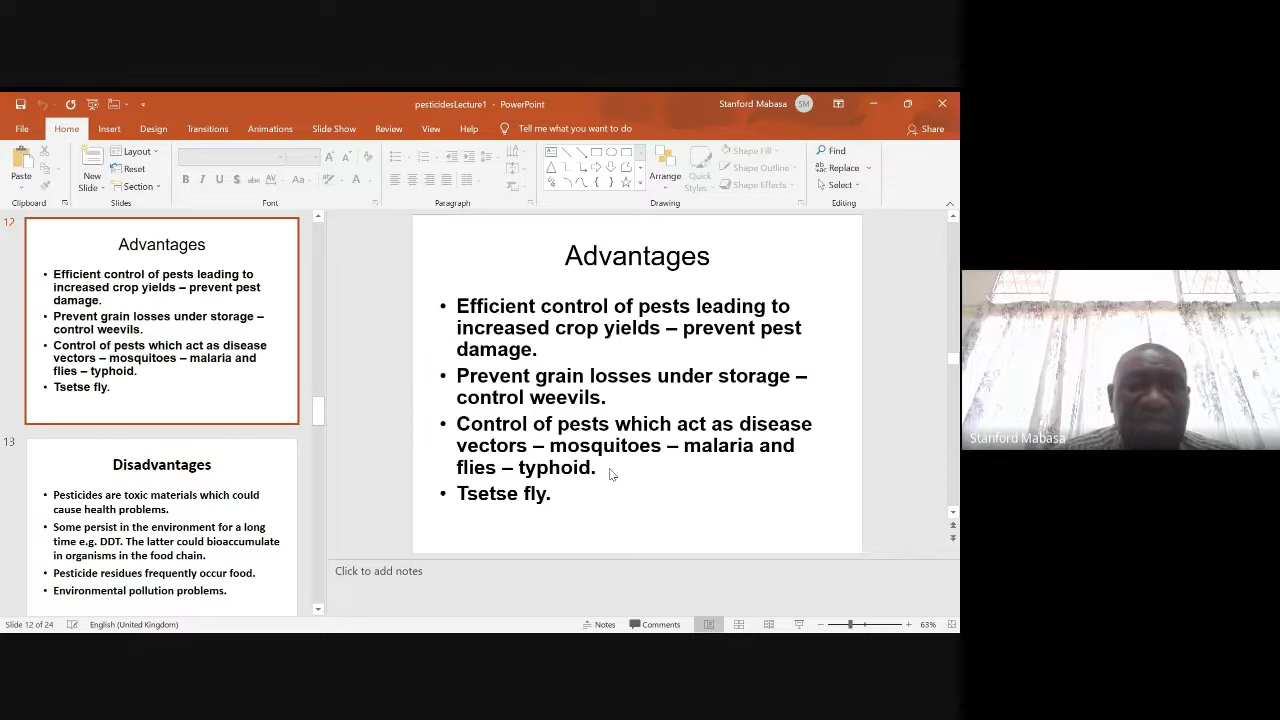 pesticidesLecture1 - PowerPoint
Stanford Mabasa
SM
File Home Insert Design Transitions Animations Slide Show Review View Help Tell me what you want to do
Share
Paste
Clipboard
New
Slide
Layout
Reset
Section
Slides
B I U S abc AV Aa A
Font
Paragraph
Arrange
Quick
Styles
Shape Fill
Shape Outline
Shape Effects
Drawing
Find
Replace
Select
Editing
12
Advantages
• Efficient control of pests leading to
increased crop yields – prevent pest
damage.
• Prevent grain losses under storage –
control weevils.
• Control of pests which act as disease
vectors – mosquitoes – malaria and
flies – typhoid.
• Tsetse fly.
13
Disadvantages
• Pesticides are toxic materials which could
cause health problems.
• Some persist in the environment for a long
time e.g. DDT. The latter could bioaccumulate
in organisms in the food chain.
• Pesticide residues frequently occur food.
• Environmental pollution problems.
Advantages
• Efficient control of pests leading to
increased crop yields – prevent pest
damage.
• Prevent grain losses under storage –
control weevils.
• Control of pests which act as disease
vectors – mosquitoes – malaria and
flies – typhoid.
• Tsetse fly.
Click to add notes
Slide 12 of 24 English (United Kingdom)
Notes Comments 63%
Stanford Mabasa